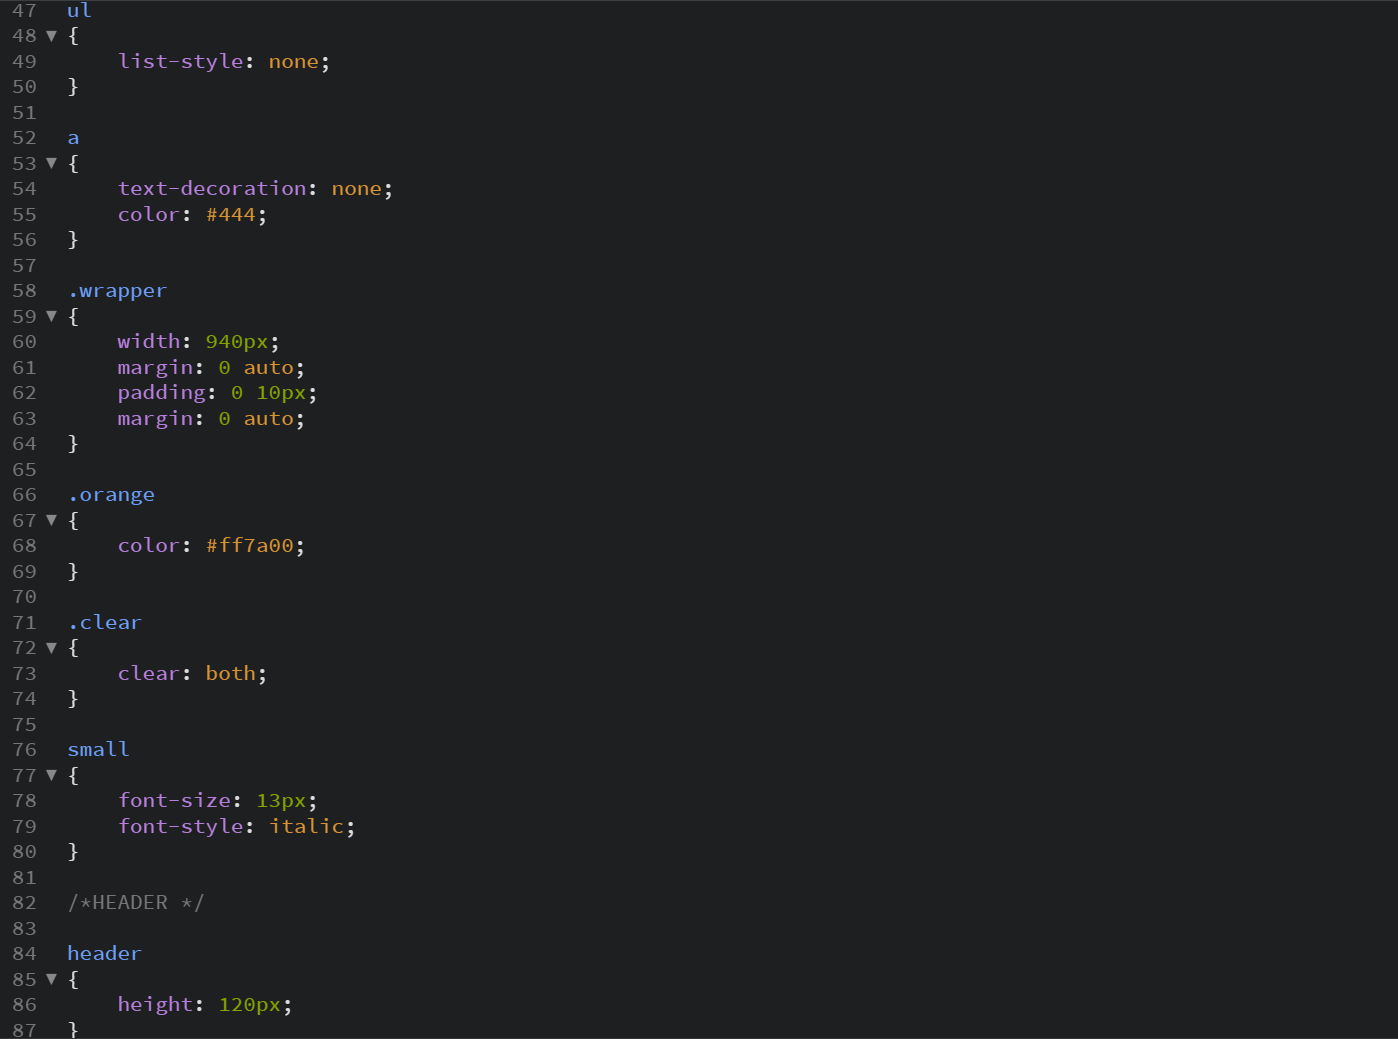 47 ul
48 ▼ {
49     list-style: none;
50 }
51
52 a
53 ▼ {
54     text-decoration: none;
55     color: #444;
56 }
57
58 .wrapper
59 ▼ {
60     width: 940px;
61     margin: 0 auto;
62     padding: 0 10px;
63     margin: 0 auto;
64 }
65
66 .orange
67 ▼ {
68     color: #ff7a00;
69 }
70
71 .clear
72 ▼ {
73     clear: both;
74 }
75
76 small
77 ▼ {
78     font-size: 13px;
79     font-style: italic;
80 }
81
82 /*HEADER */
83
84 header
85 ▼ {
86     height: 120px;
87 }